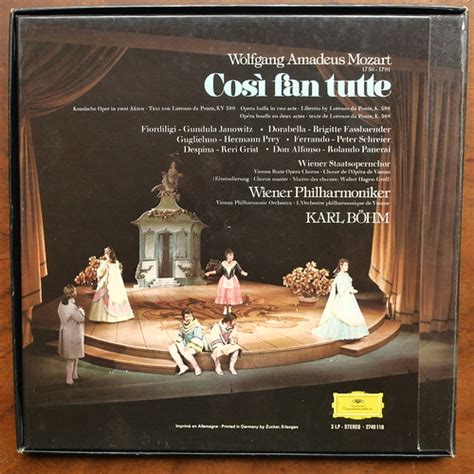 Wolfgang Amadeus Mozart
1756 - 1791
Così fan tutte
Komische Oper in zwei Akten · Text von Lorenzo da Ponte, KV 588 Opera buffa in two acts · Libretto by Lorenzo da Ponte, K. 588
Opéra bouffe en deux actes · texte de Lorenzo da Ponte, K. 588
Fiordiligi - Gundula Janowitz • Dorabella - Brigitte Fassbaender
Guglielmo - Hermann Prey • Ferrando - Peter Schreier
Despina - Reri Grist • Don Alfonso - Rolando Panerai
Wiener Staatsopernchor
Vienna State Opera Chorus · Chœur de l'Opéra de Vienne
(Einstudierung · Chorus master · Maître des chœurs: Walter Hagen-Groll)
Wiener Philharmoniker
Vienna Philharmonic Orchestra · L'Orchestre philharmonique de Vienne
KARL BÖHM
Imprimé en Allemagne · Printed in Germany by Zucker, Erlangen
3 LP · STEREO · 2740 118